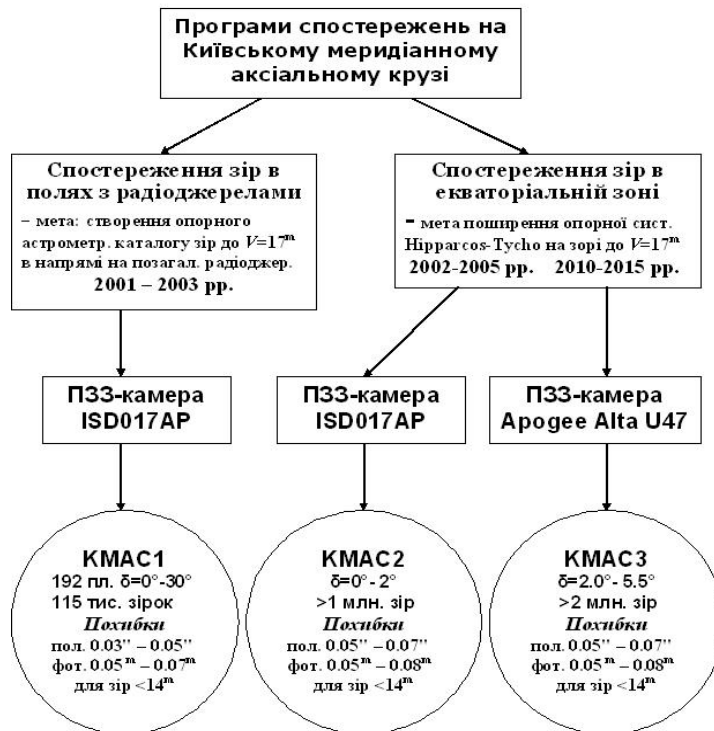 Програми спостережень на
Київському меридіанному
аксіальному крузі
Спостереження зір в
полях з радіоджерелами
– мета: створення опорного
астрометр. каталогу зір до V=17ᵐ
в напрямі на позагал. радіоджер.
2001 – 2003 рр.
Спостереження зір в
екваторіальній зоні
- мета поширення опорної сист.
Hipparcos-Tycho на зорі до V=17ᵐ
2002-2005 рр. 2010-2015 рр.
ПЗЗ-камера
ISD017AP
ПЗЗ-камера
ISD017AP
ПЗЗ-камера
Apogee Alta U47
KMAC1
192 пл. δ=0°-30°
115 тис. зірок
Похибки
пол. 0.03’’ – 0.05’’
фот. 0.05ᵐ – 0.07ᵐ
для зір <14ᵐ
KMAC2
δ=0°- 2°
>1 млн. зір
Похибки
пол. 0.05’’ – 0.07’’
фот. 0.05ᵐ – 0.08ᵐ
для зір <14ᵐ
KMAC3
δ=2.0°- 5.5°
>2 млн. зір
Похибки
пол. 0.05’’ – 0.07’’
фот. 0.05ᵐ – 0.08ᵐ
для зір <14ᵐ